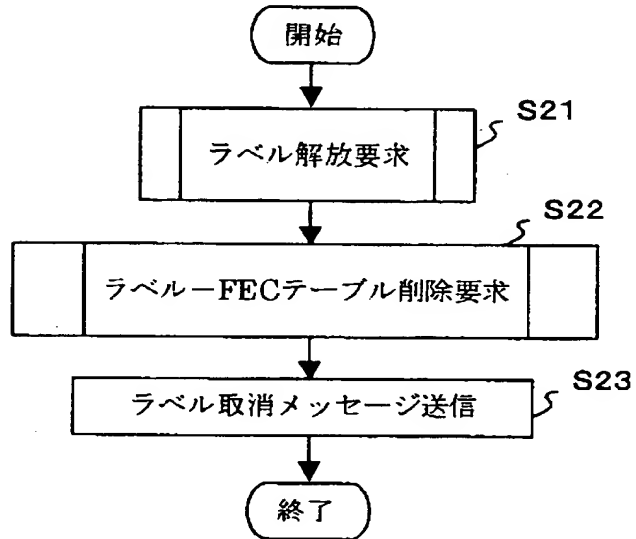 開始
S21
ラベル解放要求
S22
ラベル－FECテーブル削除要求
S23
ラベル取消メッセージ送信
終了